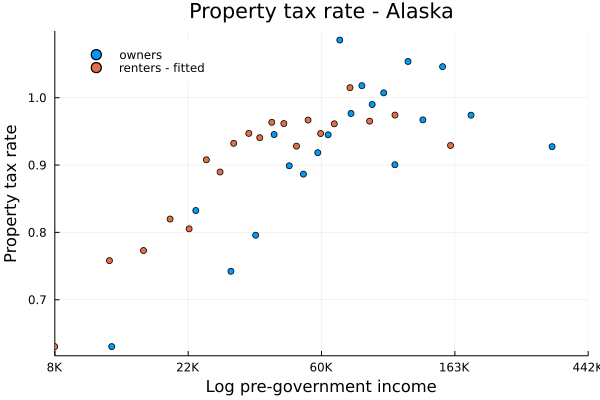 Property tax rate - Alaska
owners
renters - fitted
Property tax rate
1.0
0.9
0.8
0.7
8K
22K
60K
163K
442K
Log pre-government income